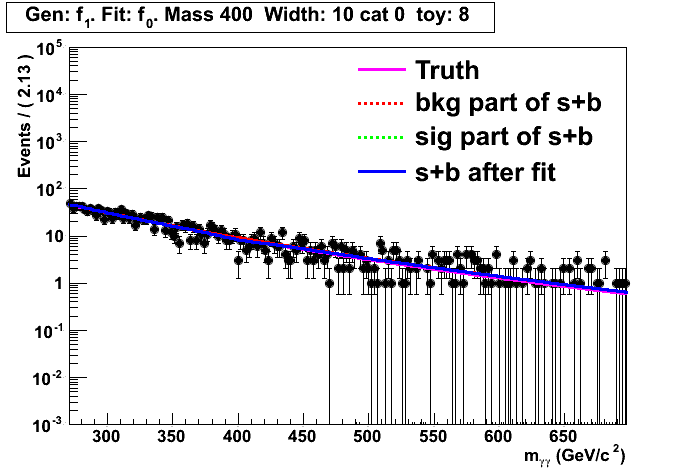 Gen: f1. Fit: f0. Mass 400 Width: 10 cat 0 toy: 8
Events / ( 2.13 )
10^5
10^4
10^3
10^2
10
1
10^-1
10^-2
10^-3
Truth
bkg part of s+b
sig part of s+b
s+b after fit
300 350 400 450 500 550 600 650
mγγ (GeV/c^2)